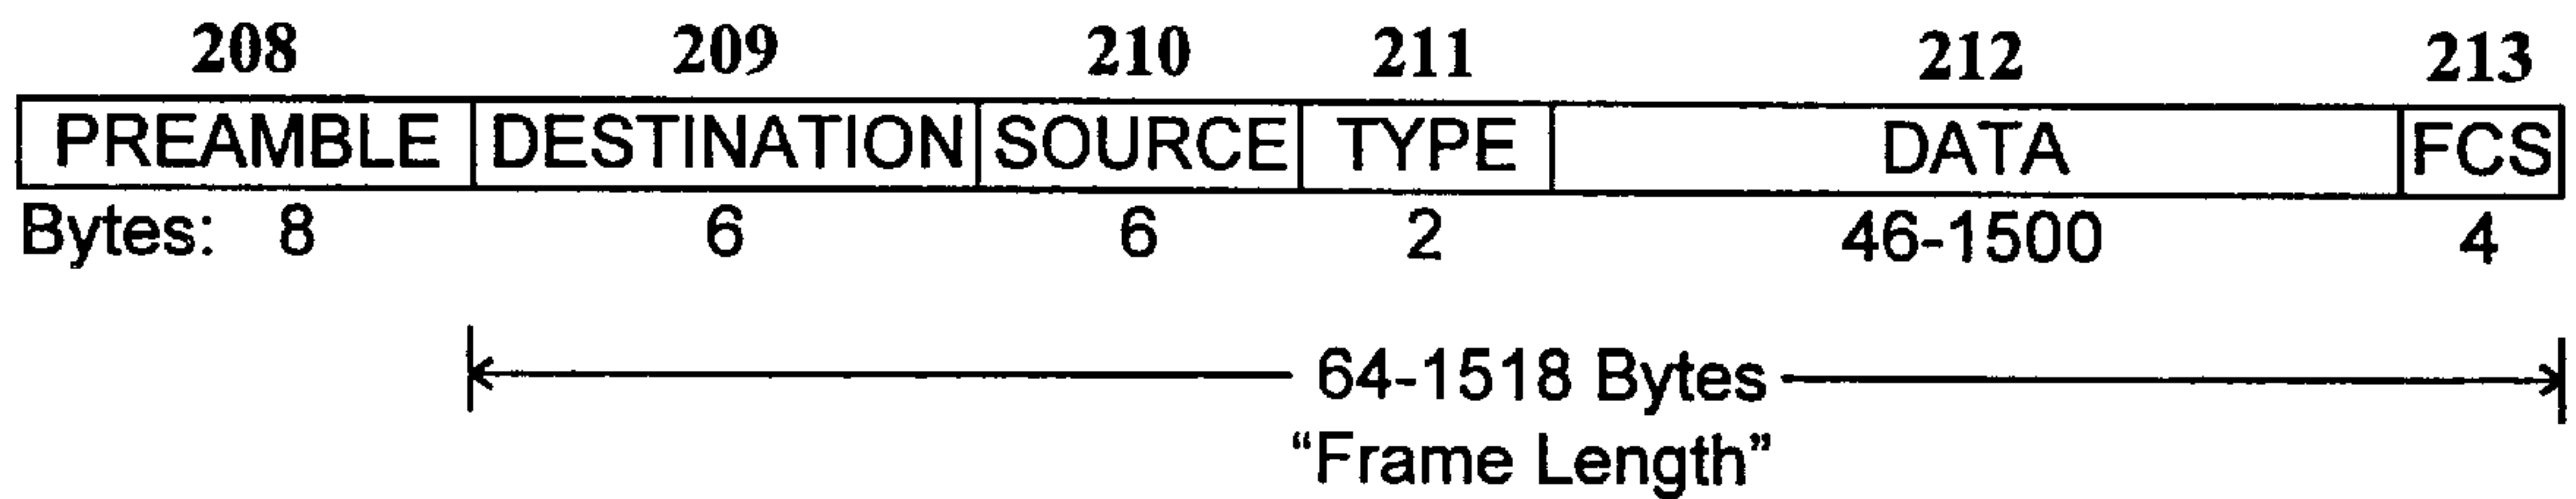 208 209 210 211 212 213
PREAMBLE DESTINATION SOURCE TYPE DATA FCS
Bytes: 8 6 6 2 46-1500 4
64-1518 Bytes
“Frame Length”